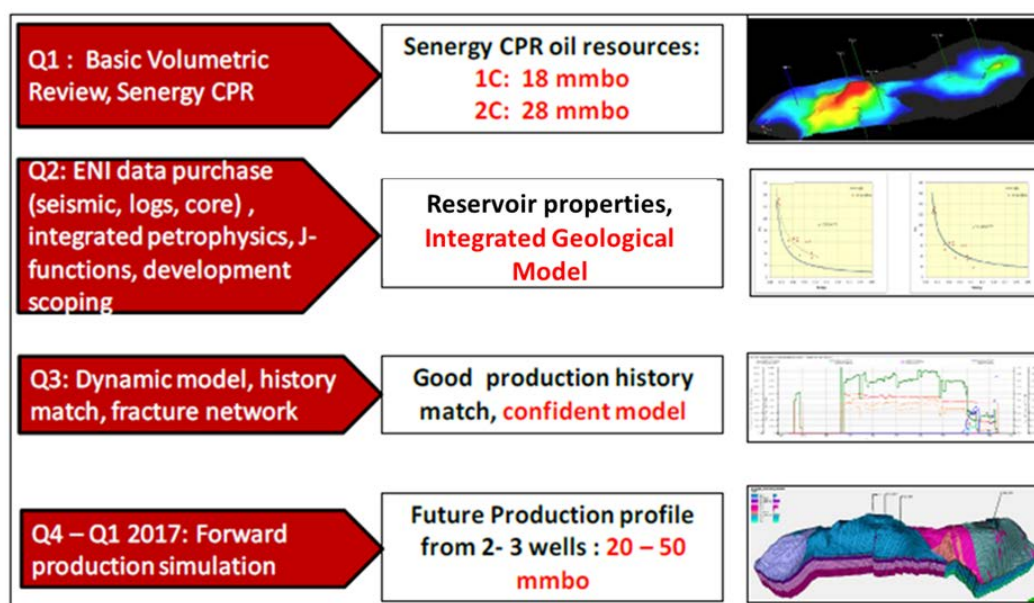 Q1 : Basic Volumetric
Review, Senergy CPR
Senergy CPR oil resources:
1C: 18 mmbo
2C: 28 mmbo
Q2: ENI data purchase
(seismic, logs, core) ,
integrated petrophysics, J-
functions, development
scoping
Reservoir properties,
Integrated Geological
Model
Q3: Dynamic model, history
match, fracture network
Good production history
match, confident model
Q4 – Q1 2017: Forward
production simulation
Future Production profile
from 2- 3 wells : 20 – 50
mmbo